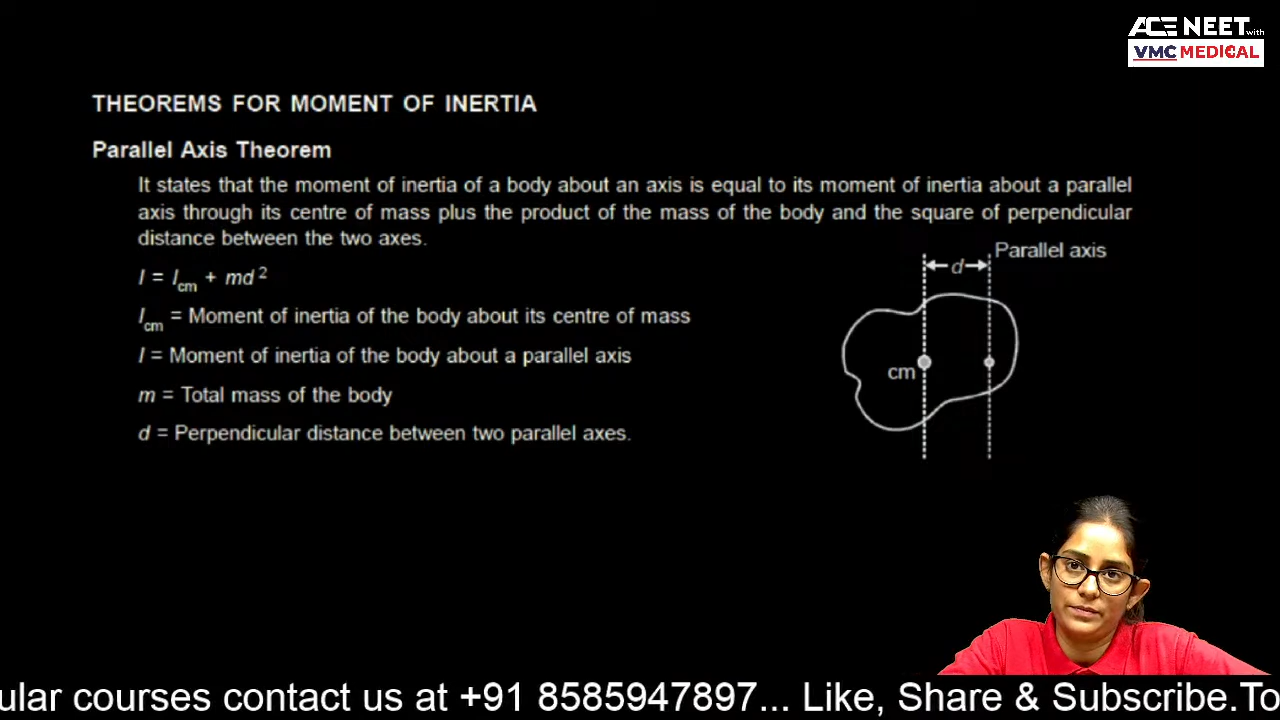 ACE NEET with
VMC MEDICAL
THEOREMS FOR MOMENT OF INERTIA
Parallel Axis Theorem
It states that the moment of inertia of a body about an axis is equal to its moment of inertia about a parallel
axis through its centre of mass plus the product of the mass of the body and the square of perpendicular
distance between the two axes.
Parallel axis
d
I = I_cm + md²
I_cm = Moment of inertia of the body about its centre of mass
I = Moment of inertia of the body about a parallel axis
cm
m = Total mass of the body
d = Perpendicular distance between two parallel axes.
ular courses contact us at +91 8585947897... Like, Share & Subscribe.To